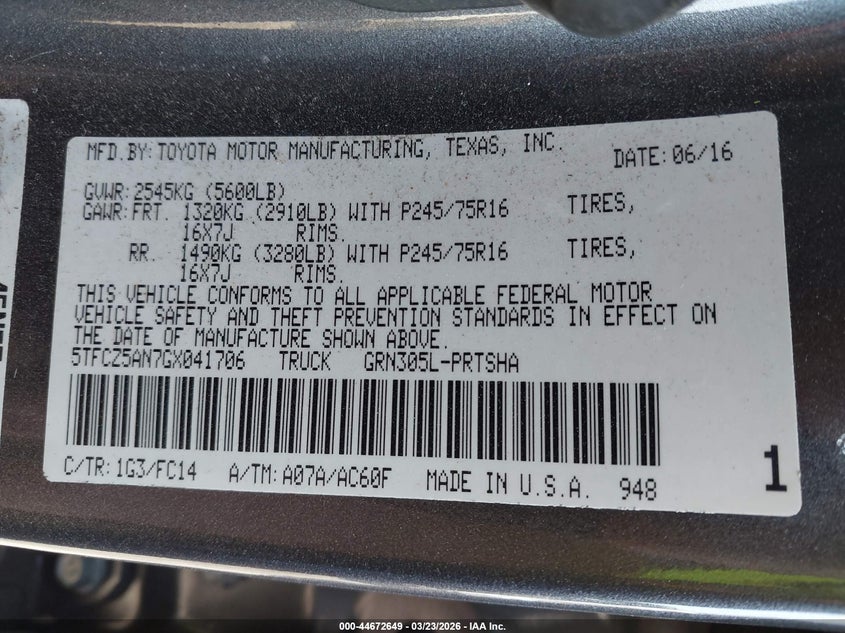 MFD.BY:TOYOTA MOTOR MANUFACTURING, TEXAS, INC. DATE:06/16
GVWR:2545KG (5600LB)
GAWR:FRT. 1320KG (2910LB) WITH P245/75R16 TIRES,
16X7J RIMS.
RR. 1490KG (3280LB) WITH P245/75R16 TIRES,
16X7J RIMS.
THIS VEHICLE CONFORMS TO ALL APPLICABLE FEDERAL MOTOR
VEHICLE SAFETY AND THEFT PREVENTION STANDARDS IN EFFECT ON
THE DATE OF MANUFACTURE SHOWN ABOVE.
5TFCZ5AN7GX041706 TRUCK GRN305L-PRTSHA
C/TR:1G3/FC14 A/TM:A07A/AC60F MADE IN U.S.A. 948 1
000-44672649 | 03/23/2026 - IAA Inc.